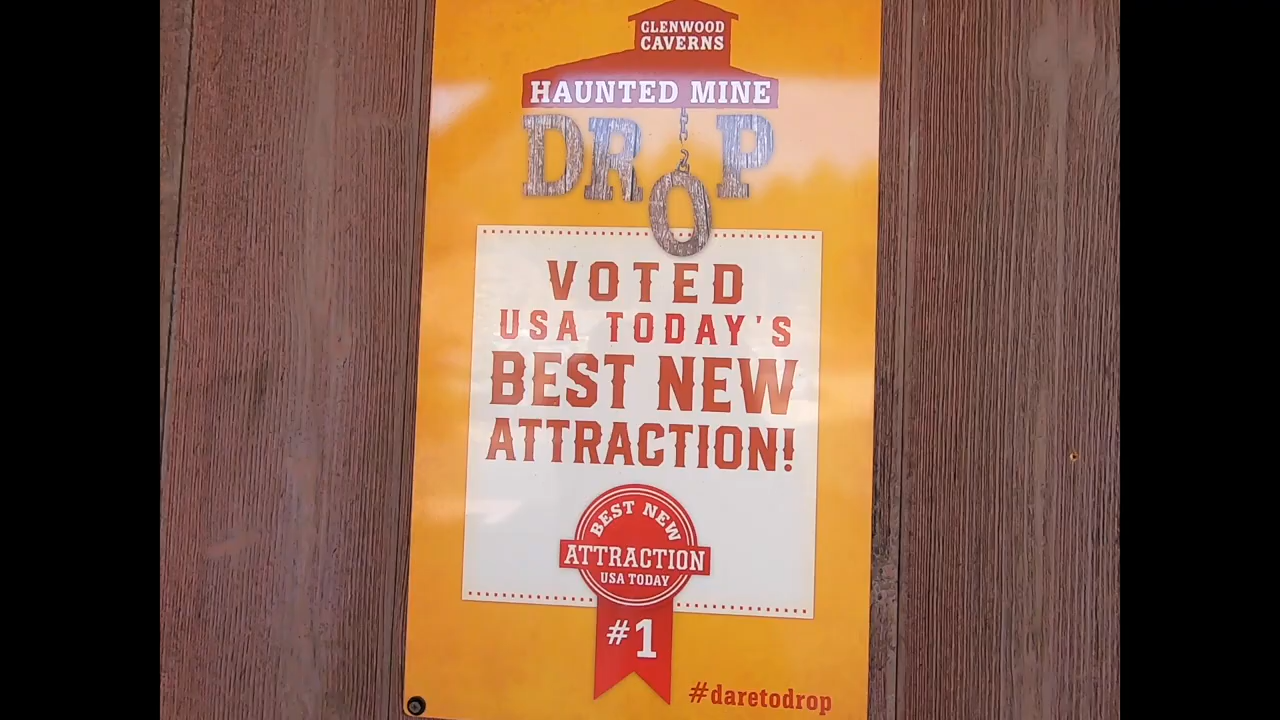 GLENWOOD
CAVERNS
HAUNTED MINE
DROP
VOTED
USA TODAY'S
BEST NEW
ATTRACTION!
BEST NEW
ATTRACTION
USA TODAY
#1
#daretodrop